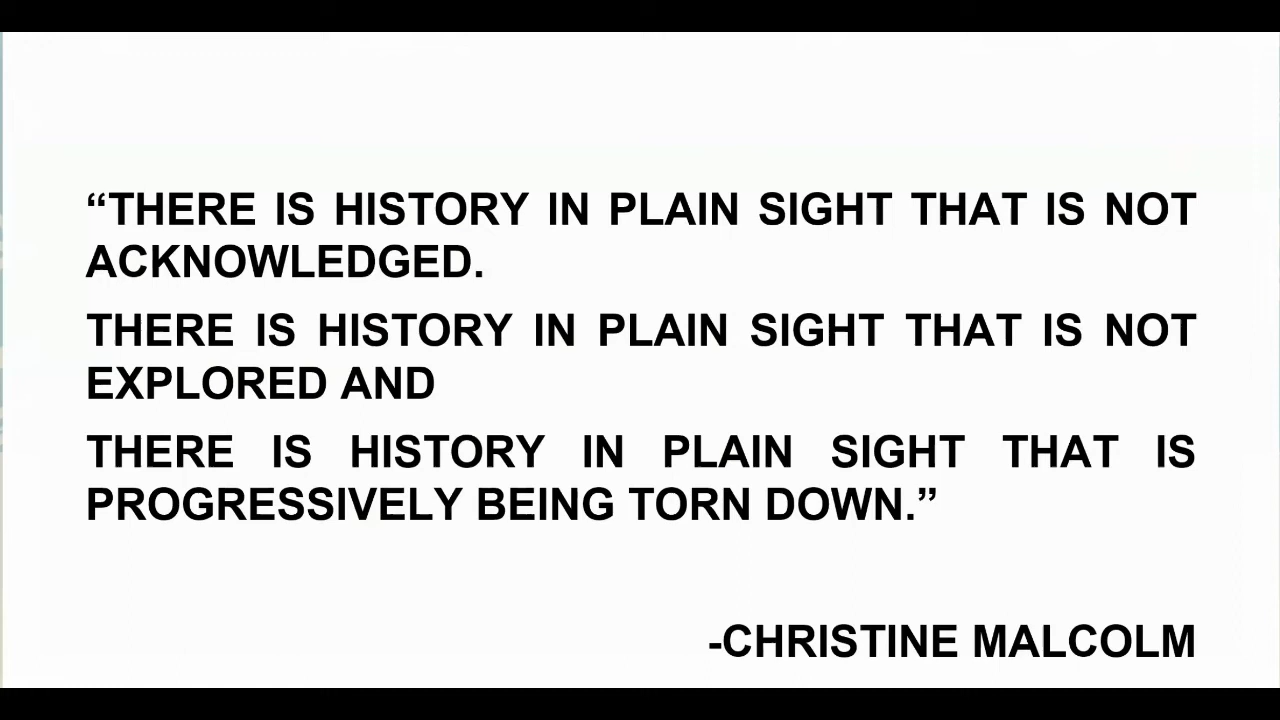 “THERE IS HISTORY IN PLAIN SIGHT THAT IS NOT
ACKNOWLEDGED.
THERE IS HISTORY IN PLAIN SIGHT THAT IS NOT
EXPLORED AND
THERE IS HISTORY IN PLAIN SIGHT THAT IS
PROGRESSIVELY BEING TORN DOWN.”
-CHRISTINE MALCOLM